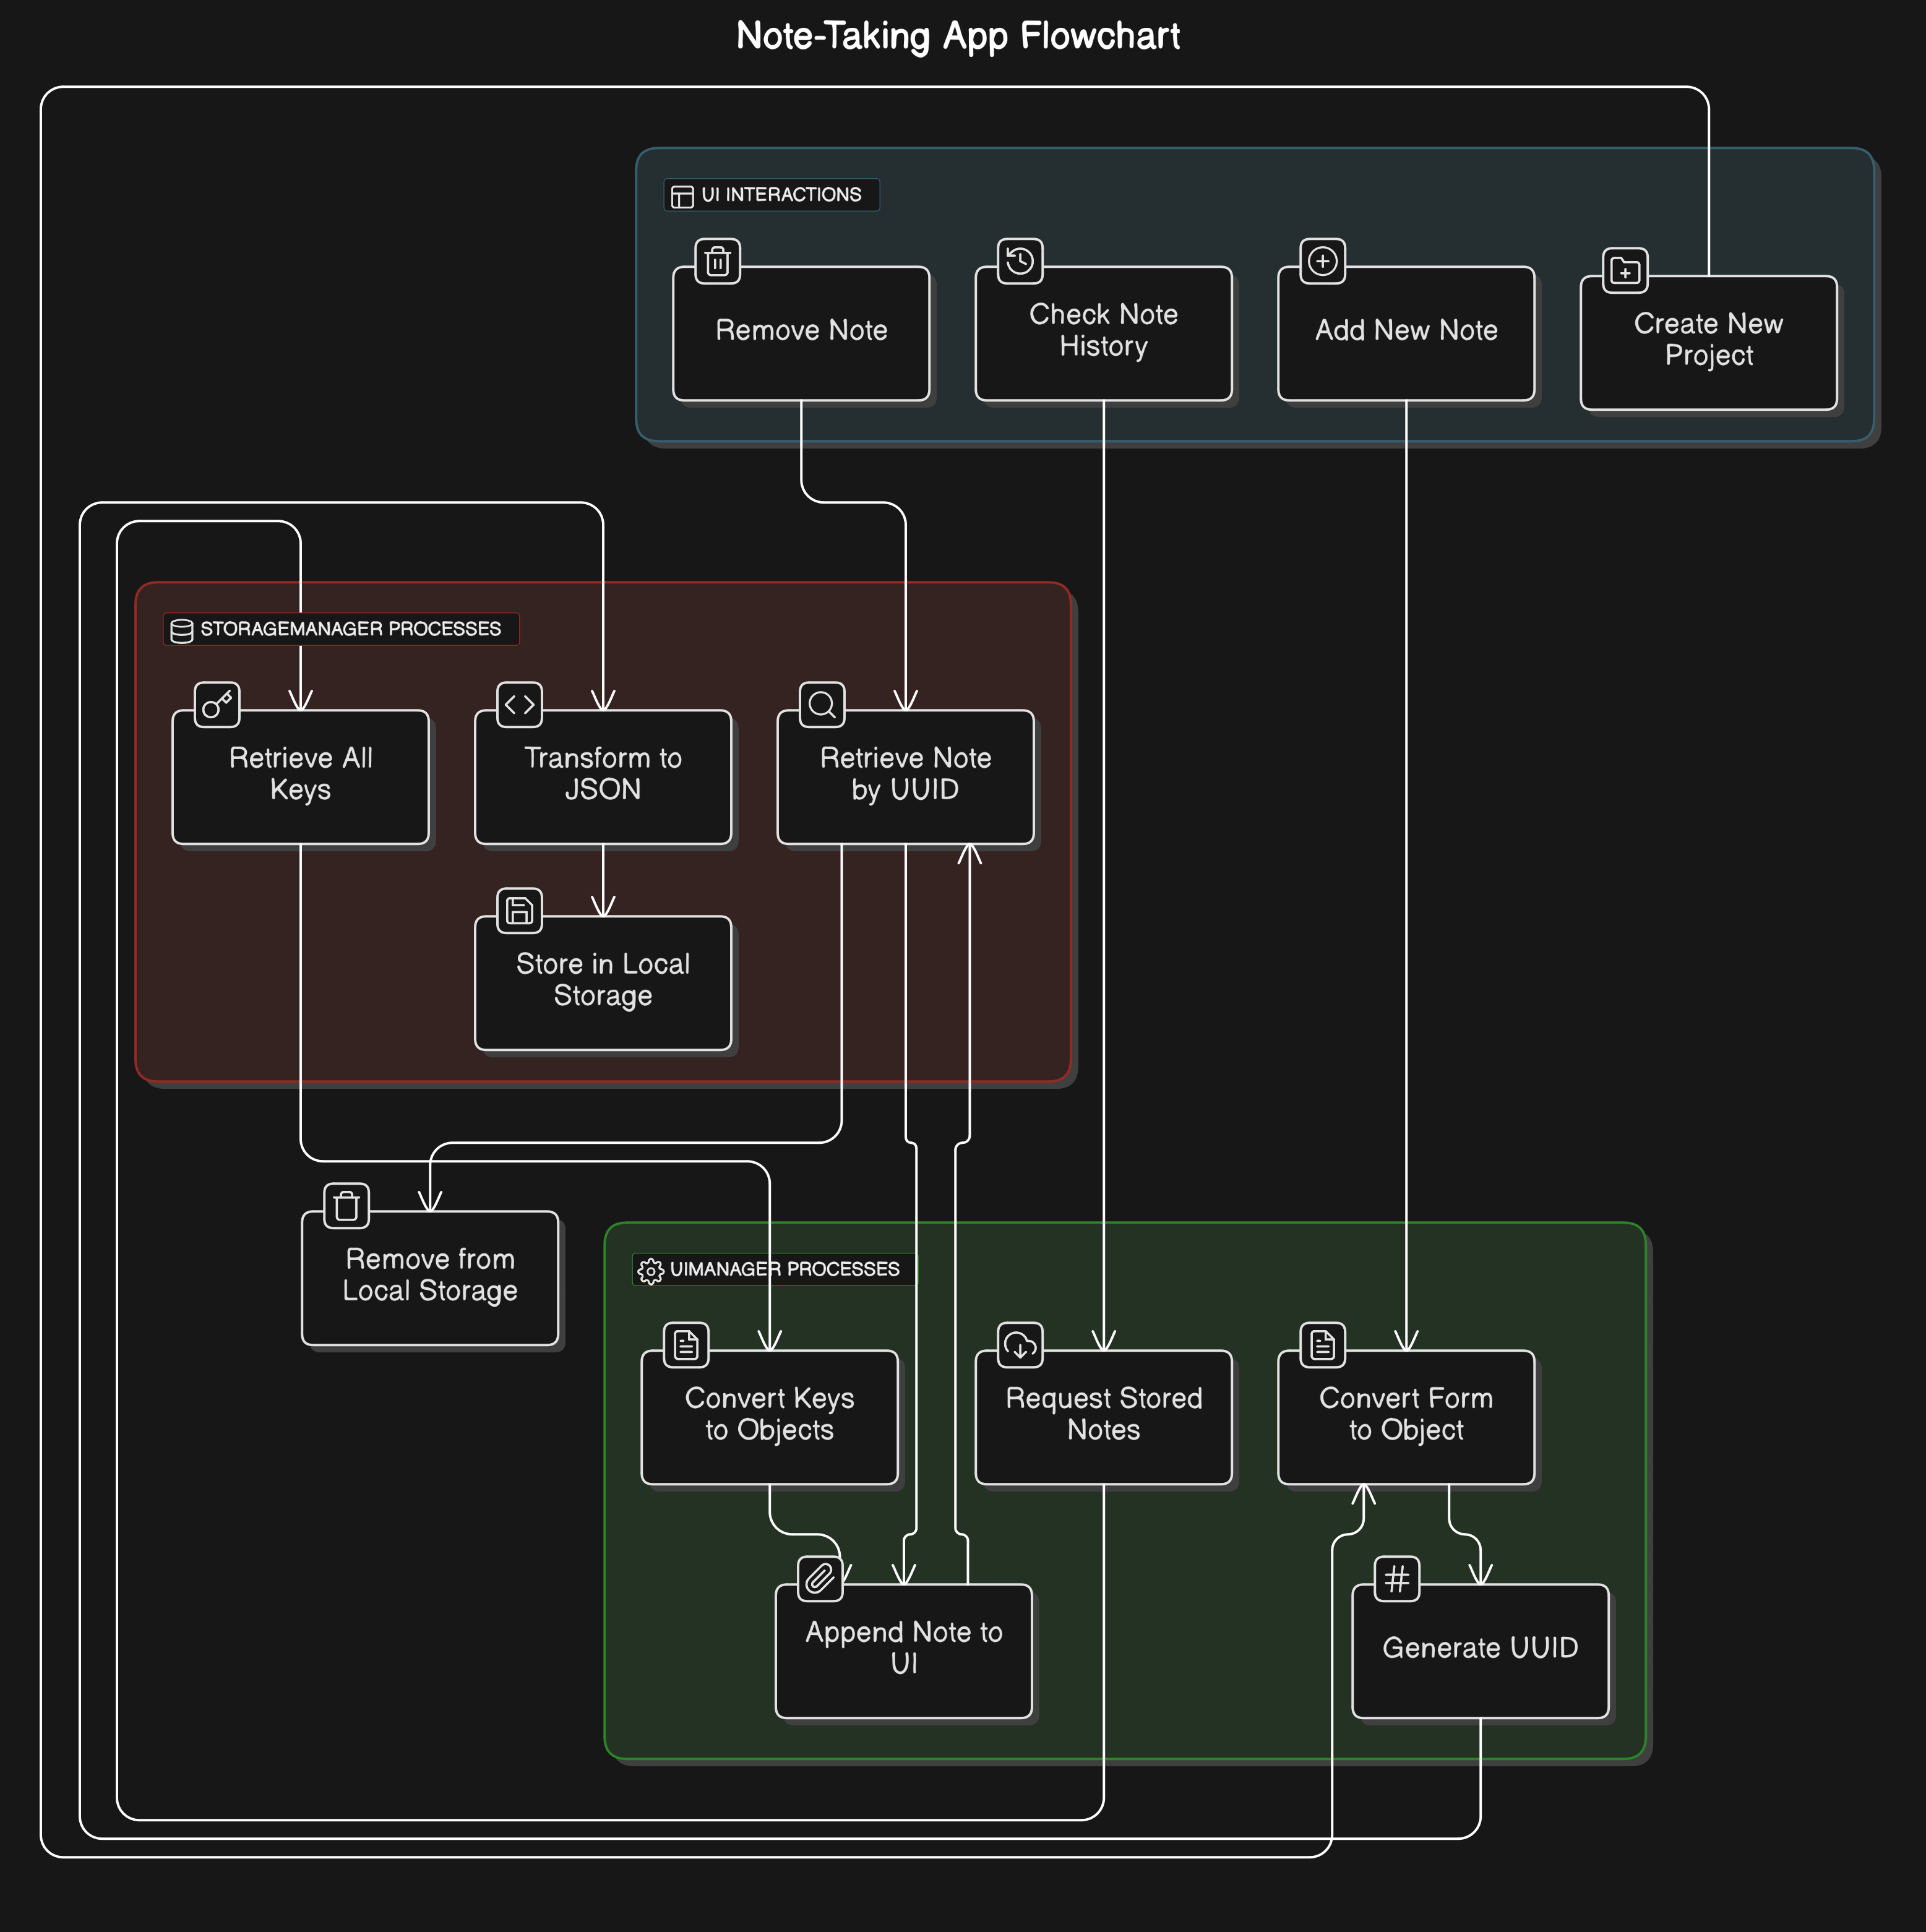 Note-Taking App Flowchart
UI INTERACTIONS
Remove Note
Check Note
History
Add New Note
Create New
Project
STORAGEMANAGER PROCESSES
Retrieve All
Keys
Transform to
JSON
Retrieve Note
by UUID
Store in Local
Storage
Remove from
Local Storage
UIMANAGER PROCESSES
Convert Keys
to Objects
Request Stored
Notes
Convert Form
to Object
Append Note to
UI
Generate UUID